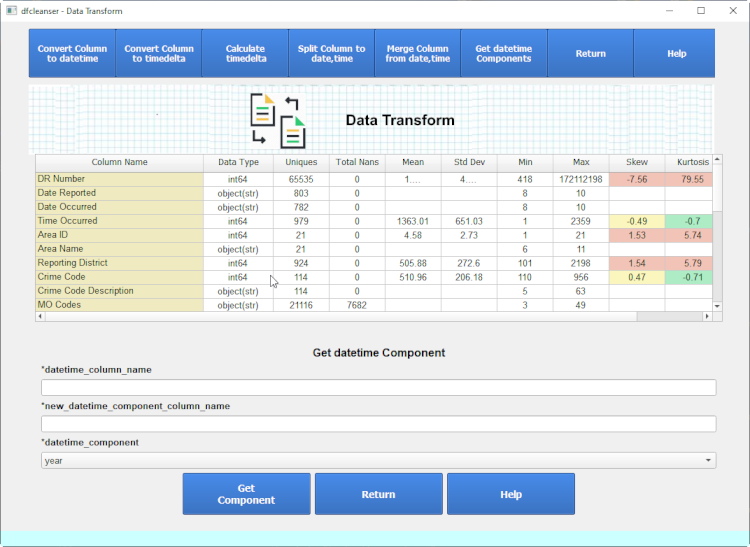 dfcleanser - Data Transform
Convert Column to datetime
Convert Column to timedelta
Calculate timedelta
Split Column to date,time
Merge Column from date,time
Get datetime Components
Return
Help
Data Transform
Column Name Data Type Uniques Total Nans Mean Std Dev Min Max Skew Kurtosis
DR Number int64 65535 0 1.... 4.... 418 172112198 -7.56 79.55
Date Reported object(str) 803 0 8 10
Date Occurred object(str) 782 0 8 10
Time Occurred int64 979 0 1363.01 651.03 1 2359 -0.49 -0.7
Area ID int64 21 0 4.58 2.73 1 21 1.53 5.74
Area Name object(str) 21 0 6 11
Reporting District int64 924 0 505.88 272.6 101 2198 1.54 5.79
Crime Code int64 114 0 510.96 206.18 110 956 0.47 -0.71
Crime Code Description object(str) 114 0 5 63
MO Codes object(str) 21116 7682 3 49
Get datetime Component
*datetime_column_name
*new_datetime_component_column_name
*datetime_component
year
Get Component
Return
Help